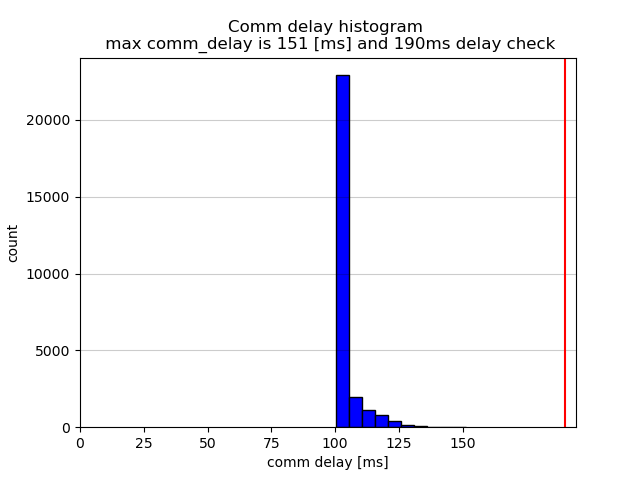 Comm delay histogram
max comm_delay is 151 [ms] and 190ms delay check
20000
15000
10000
5000
0
count
0 25 50 75 100 125 150
comm delay [ms]